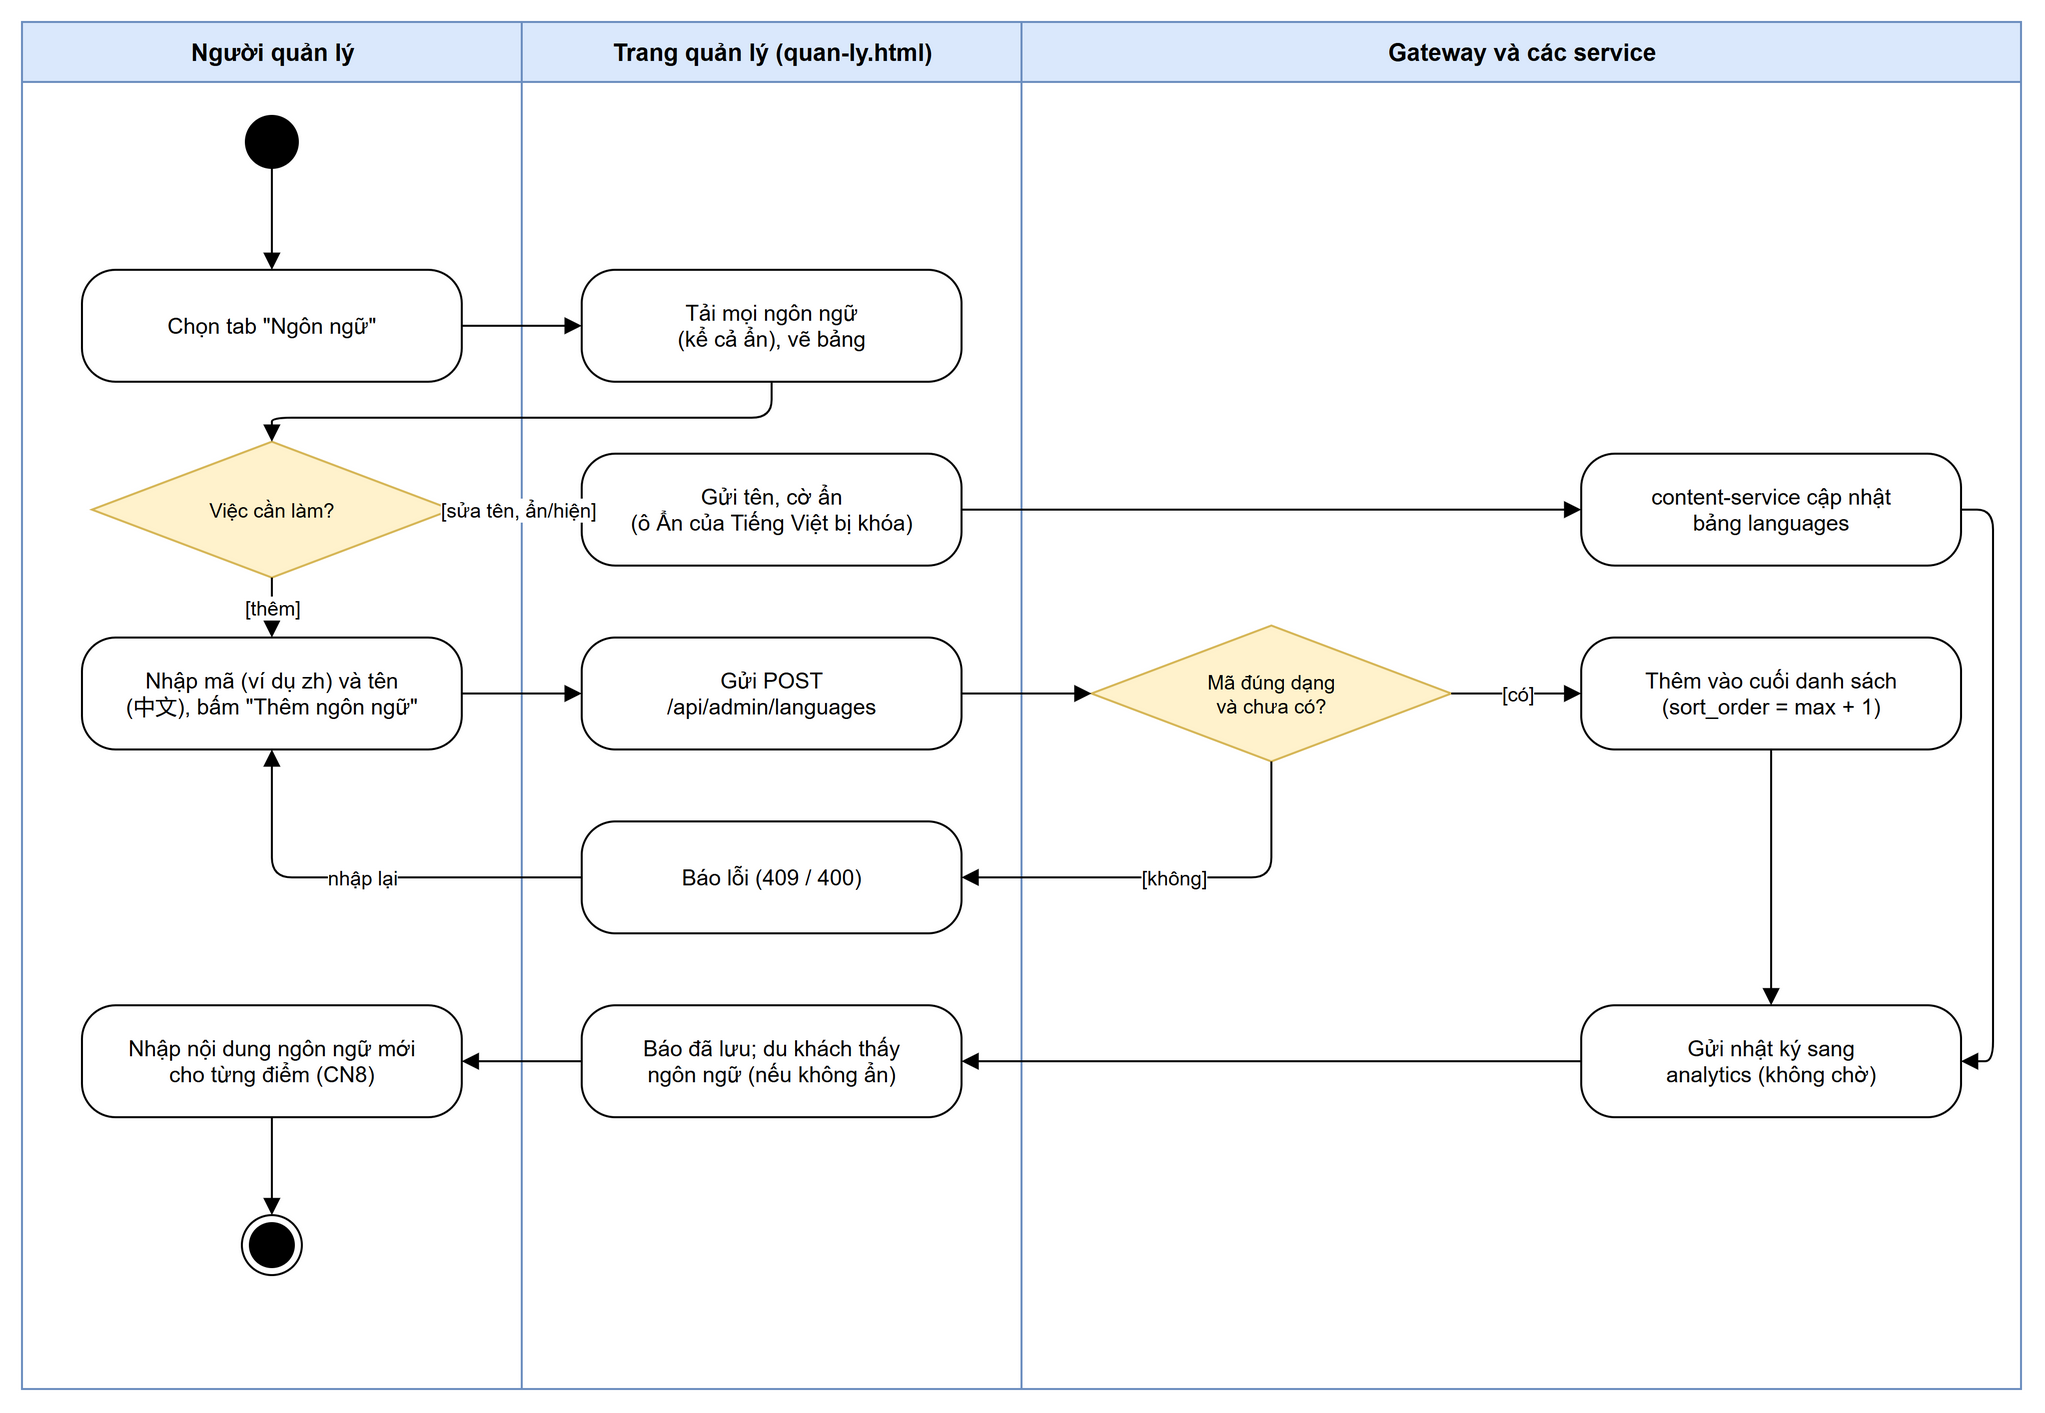 Người quản lý
Trang quản lý (quan-ly.html)
Gateway và các service
Chọn tab "Ngôn ngữ"
Tải mọi ngôn ngữ
(kể cả ẩn), vẽ bảng
Việc cần làm?
[sửa tên, ẩn/hiện]
Gửi tên, cờ ẩn
(ô Ẩn của Tiếng Việt bị khóa)
content-service cập nhật
bảng languages
[thêm]
Nhập mã (ví dụ zh) và tên
(中文), bấm "Thêm ngôn ngữ"
Gửi POST
/api/admin/languages
Mã đúng dạng
và chưa có?
[có]
Thêm vào cuối danh sách
(sort_order = max + 1)
nhập lại
Báo lỗi (409 / 400)
[không]
Nhập nội dung ngôn ngữ mới
cho từng điểm (CN8)
Báo đã lưu; du khách thấy
ngôn ngữ (nếu không ẩn)
Gửi nhật ký sang
analytics (không chờ)